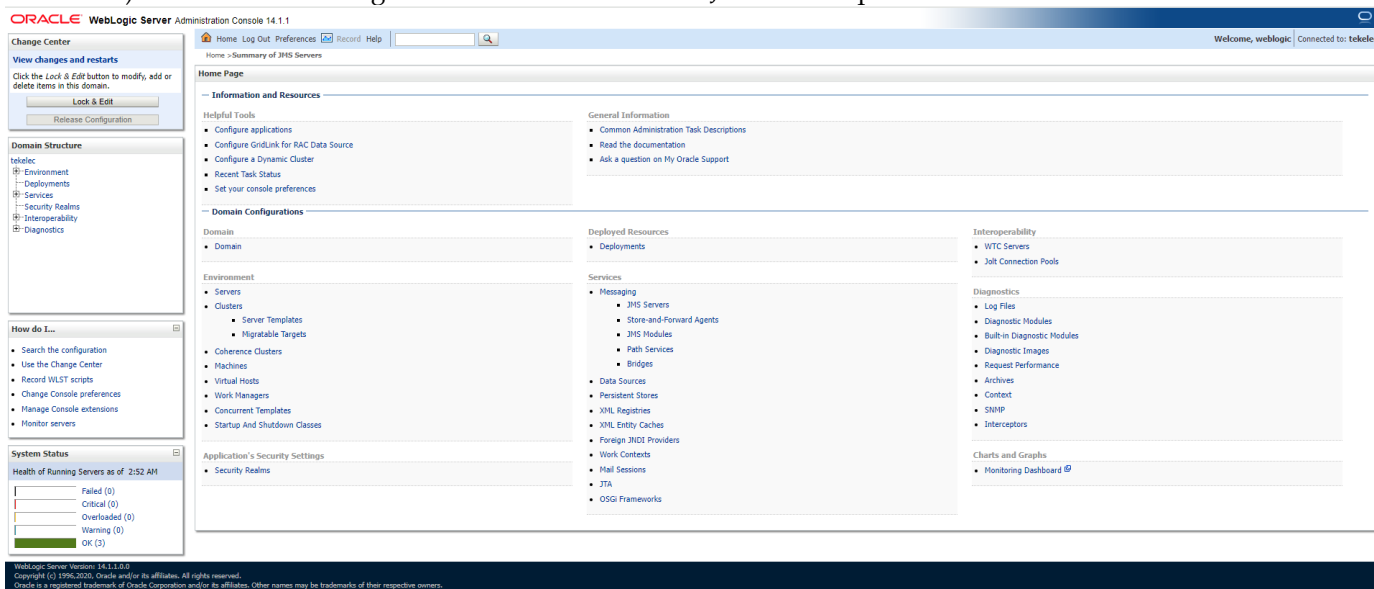 ORACLE WebLogic Server Administration Console 14.1.1
Change Center
View changes and restarts
Click the Lock & Edit button to modify, add or
delete items in this domain.
Lock & Edit
Release Configuration
Domain Structure
tekelec
Environment
Deployments
Services
Security Realms
Interoperability
Diagnostics
How do I...
Search the configuration
Use the Change Center
Record WLST scripts
Change Console preferences
Manage Console extensions
Monitor servers
System Status
Health of Running Servers as of 2:52 AM
Failed (0)
Critical (0)
Overloaded (0)
Warning (0)
OK (3)
Home Log Out Preferences Record Help
Welcome, weblogic Connected to: tekele
Home >Summary of JMS Servers
Home Page
Information and Resources
Helpful Tools
Configure applications
Configure GridLink for RAC Data Source
Configure a Dynamic Cluster
Recent Task Status
Set your console preferences
General Information
Common Administration Task Descriptions
Read the documentation
Ask a question on My Oracle Support
Domain Configurations
Domain
Domain
Environment
Servers
Clusters
Server Templates
Migratable Targets
Coherence Clusters
Machines
Virtual Hosts
Work Managers
Concurrent Templates
Startup And Shutdown Classes
Application's Security Settings
Security Realms
Deployed Resources
Deployments
Services
Messaging
JMS Servers
Store-and-Forward Agents
JMS Modules
Path Services
Bridges
Data Sources
Persistent Stores
XML Registries
XML Entity Caches
Foreign JNDI Providers
Work Contexts
Mail Sessions
JTA
OSGi Frameworks
Interoperability
WTC Servers
Jolt Connection Pools
Diagnostics
Log Files
Diagnostic Modules
Built-in Diagnostic Modules
Diagnostic Images
Request Performance
Archives
Context
SNMP
Interceptors
Charts and Graphs
Monitoring Dashboard
WebLogic Server Version: 14.1.1.0.0
Copyright (c) 1996,2020, Oracle and/or its affiliates. All rights reserved.
Oracle is a registered trademark of Oracle Corporation and/or its affiliates. Other names may be trademarks of their respective owners.